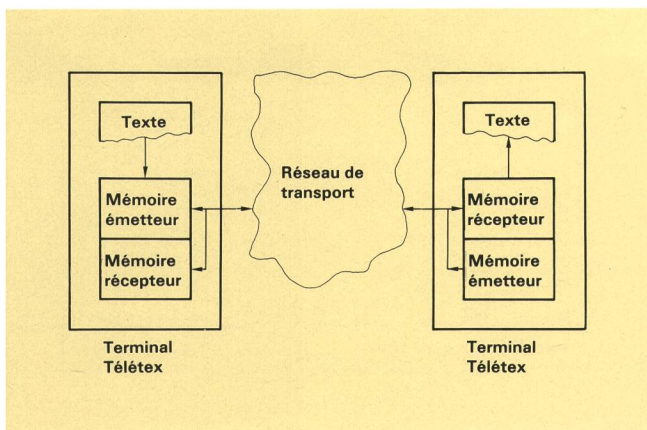 Texte
Mémoire
émetteur
Mémoire
récepteur
Terminal
Télétex
Réseau de
transport
Texte
Mémoire
récepteur
Mémoire
émetteur
Terminal
Télétex